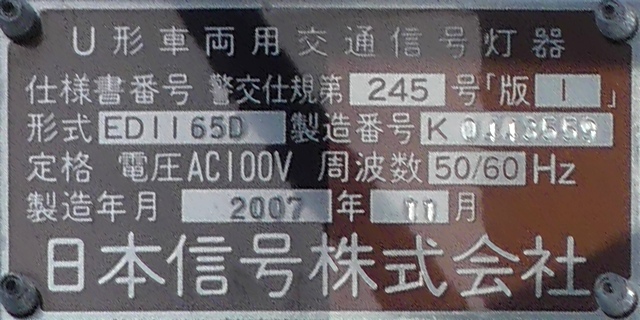 U形車両用交通信号灯器
仕様書番号 警交仕規第 245 号「版 1 」
形式 ED1165D 製造番号 K
定格 電圧AC100V 周波数 50/60 Hz
製造年月 2007 年 11 月
日本信号株式会社